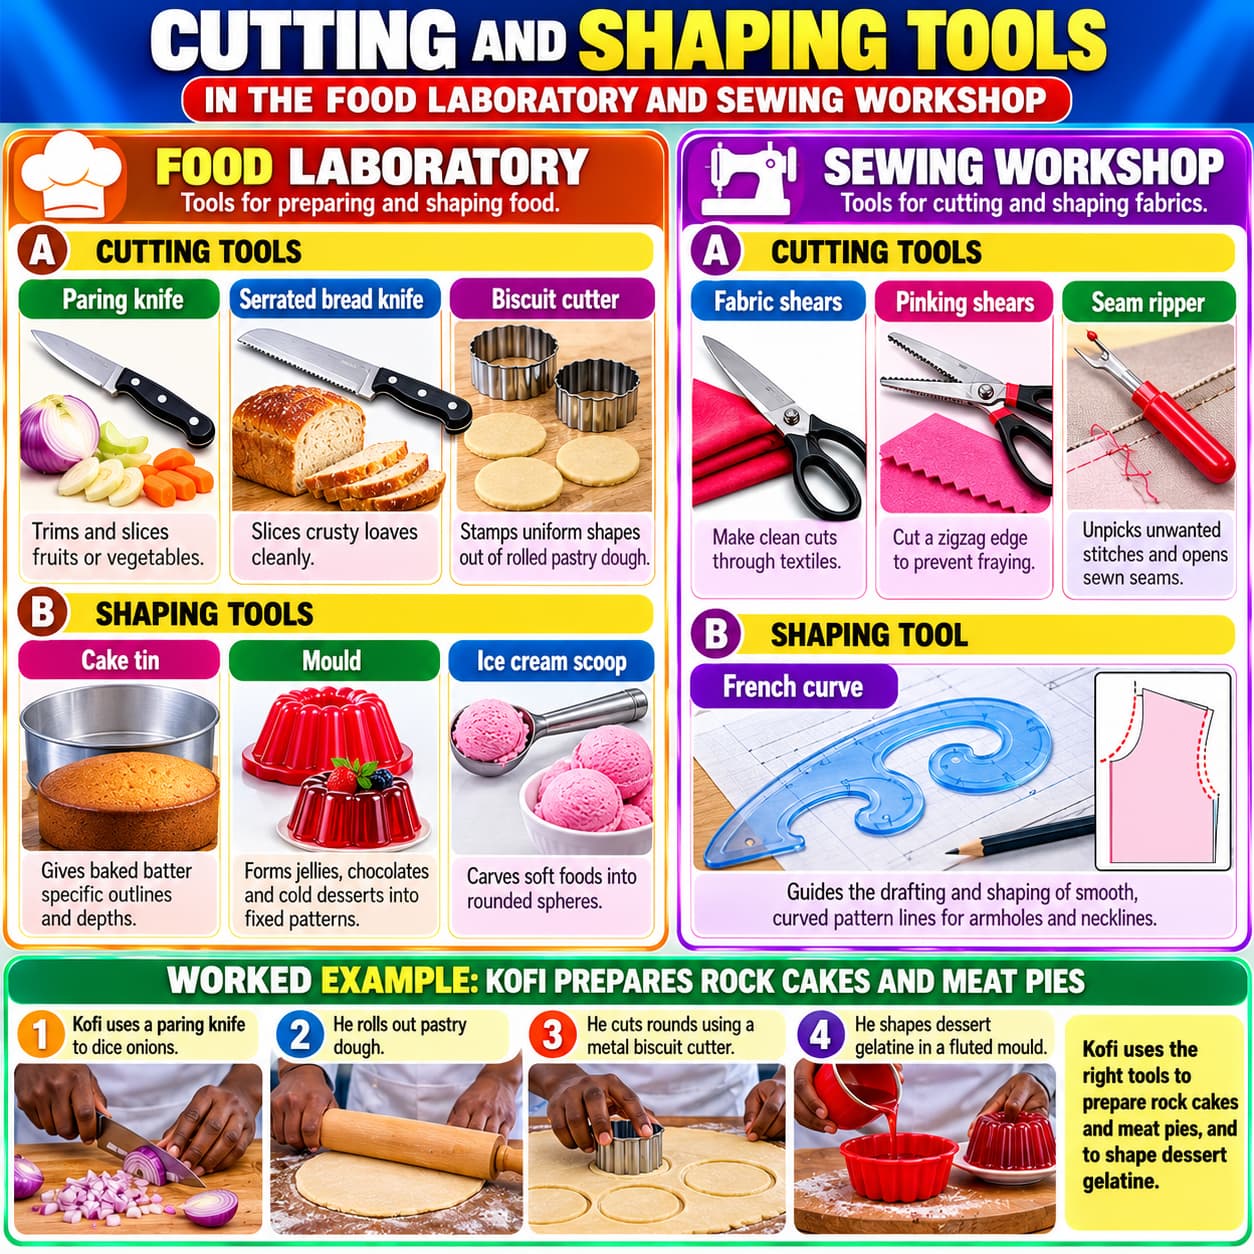 CUTTING AND SHAPING TOOLS
IN THE FOOD LABORATORY AND SEWING WORKSHOP
FOOD LABORATORY
Tools for preparing and shaping food.
A CUTTING TOOLS
Paring knife
Trims and slices
fruits or vegetables.
Serrated bread knife
Slices crusty loaves
cleanly.
Biscuit cutter
Stamps uniform shapes
out of rolled pastry dough.
B SHAPING TOOLS
Cake tin
Gives baked batter
specific outlines
and depths.
Mould
Forms jellies, chocolates
and cold desserts into
fixed patterns.
Ice cream scoop
Carves soft foods into
rounded spheres.
SEWING WORKSHOP
Tools for cutting and shaping fabrics.
A CUTTING TOOLS
Fabric shears
Make clean cuts
through textiles.
Pinking shears
Cut a zigzag edge
to prevent fraying.
Seam ripper
Unpicks unwanted
stitches and opens
sewn seams.
B SHAPING TOOL
French curve
Guides the drafting and shaping of smooth,
curved pattern lines for armholes and necklines.
WORKED EXAMPLE: KOFI PREPARES ROCK CAKES AND MEAT PIES
1 Kofi uses a paring knife
to dice onions.
2 He rolls out pastry
dough.
3 He cuts rounds using a
metal biscuit cutter.
4 He shapes dessert
gelatine in a fluted mould.
Kofi uses the
right tools to
prepare rock cakes
and meat pies, and
to shape dessert
gelatine.